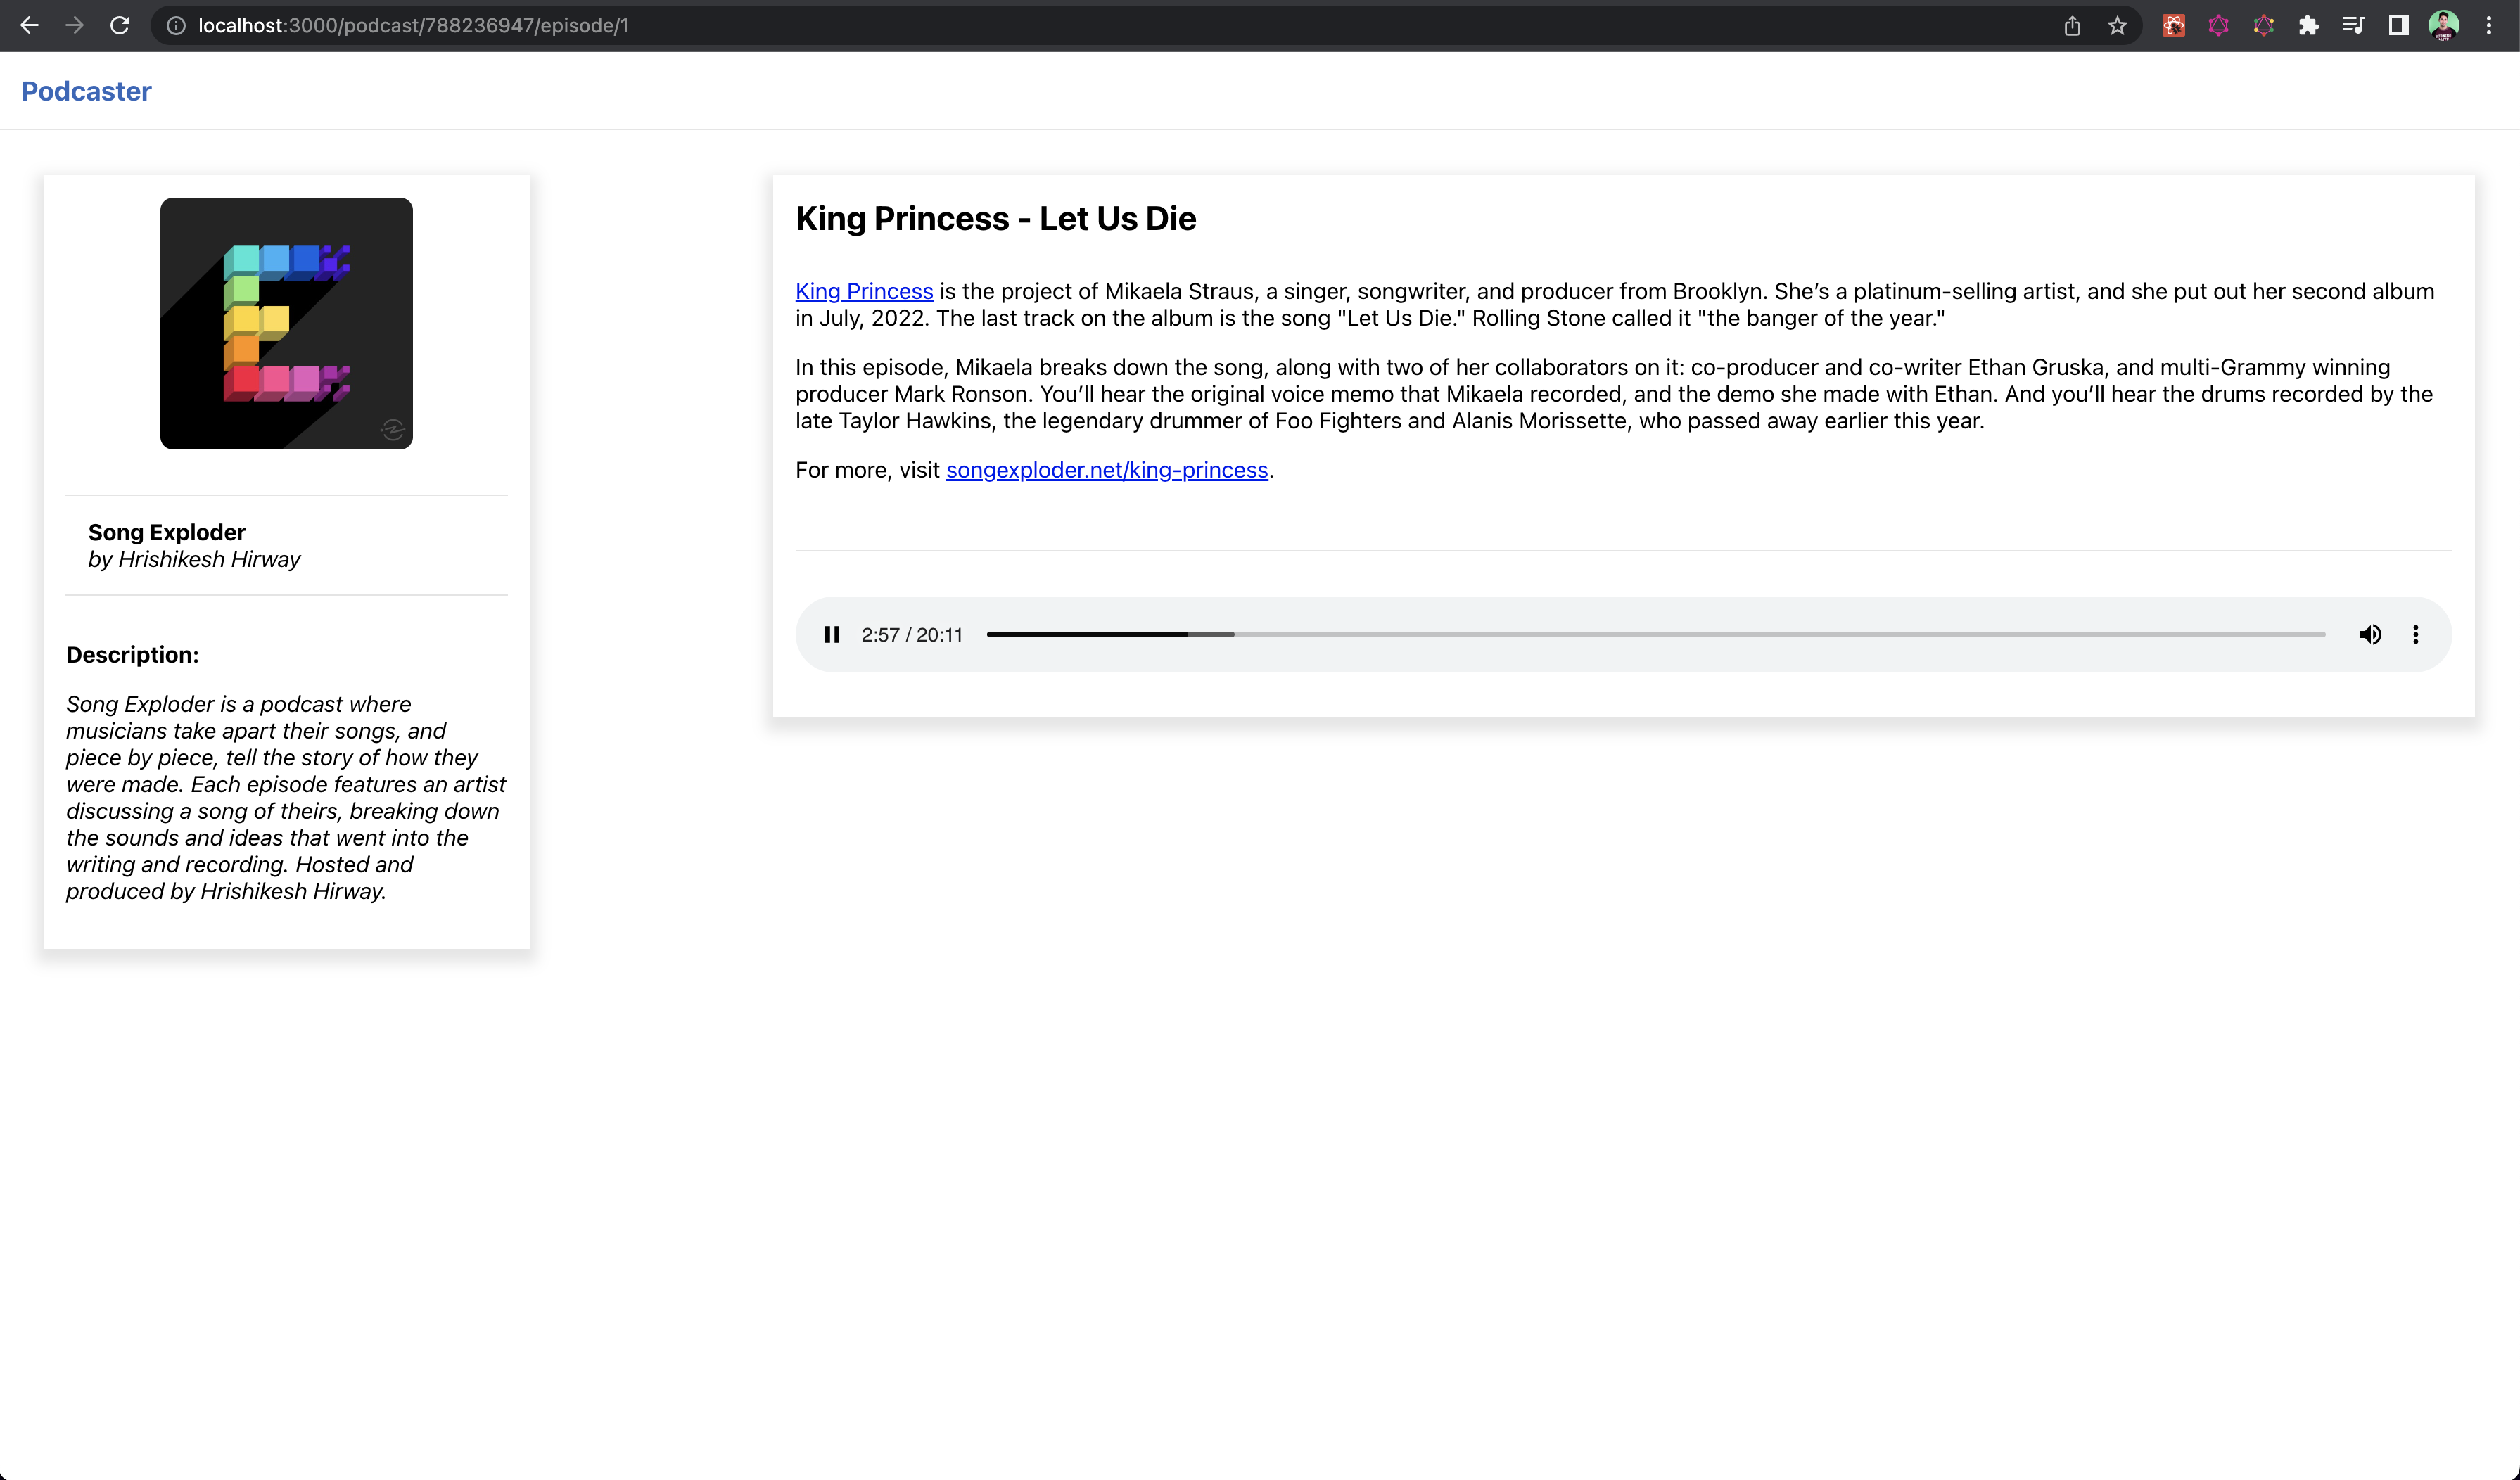 localhost:3000/podcast/788236947/episode/1
Podcaster
Song Exploder
by Hrishikesh Hirway
Description:
Song Exploder is a podcast where
musicians take apart their songs, and
piece by piece, tell the story of how they
were made. Each episode features an artist
discussing a song of theirs, breaking down
the sounds and ideas that went into the
writing and recording. Hosted and
produced by Hrishikesh Hirway.
King Princess - Let Us Die
King Princess is the project of Mikaela Straus, a singer, songwriter, and producer from Brooklyn. She’s a platinum-selling artist, and she put out her second album
in July, 2022. The last track on the album is the song "Let Us Die." Rolling Stone called it "the banger of the year."
In this episode, Mikaela breaks down the song, along with two of her collaborators on it: co-producer and co-writer Ethan Gruska, and multi-Grammy winning
producer Mark Ronson. You’ll hear the original voice memo that Mikaela recorded, and the demo she made with Ethan. And you’ll hear the drums recorded by the
late Taylor Hawkins, the legendary drummer of Foo Fighters and Alanis Morissette, who passed away earlier this year.
For more, visit songexploder.net/king-princess.
2:57 / 20:11